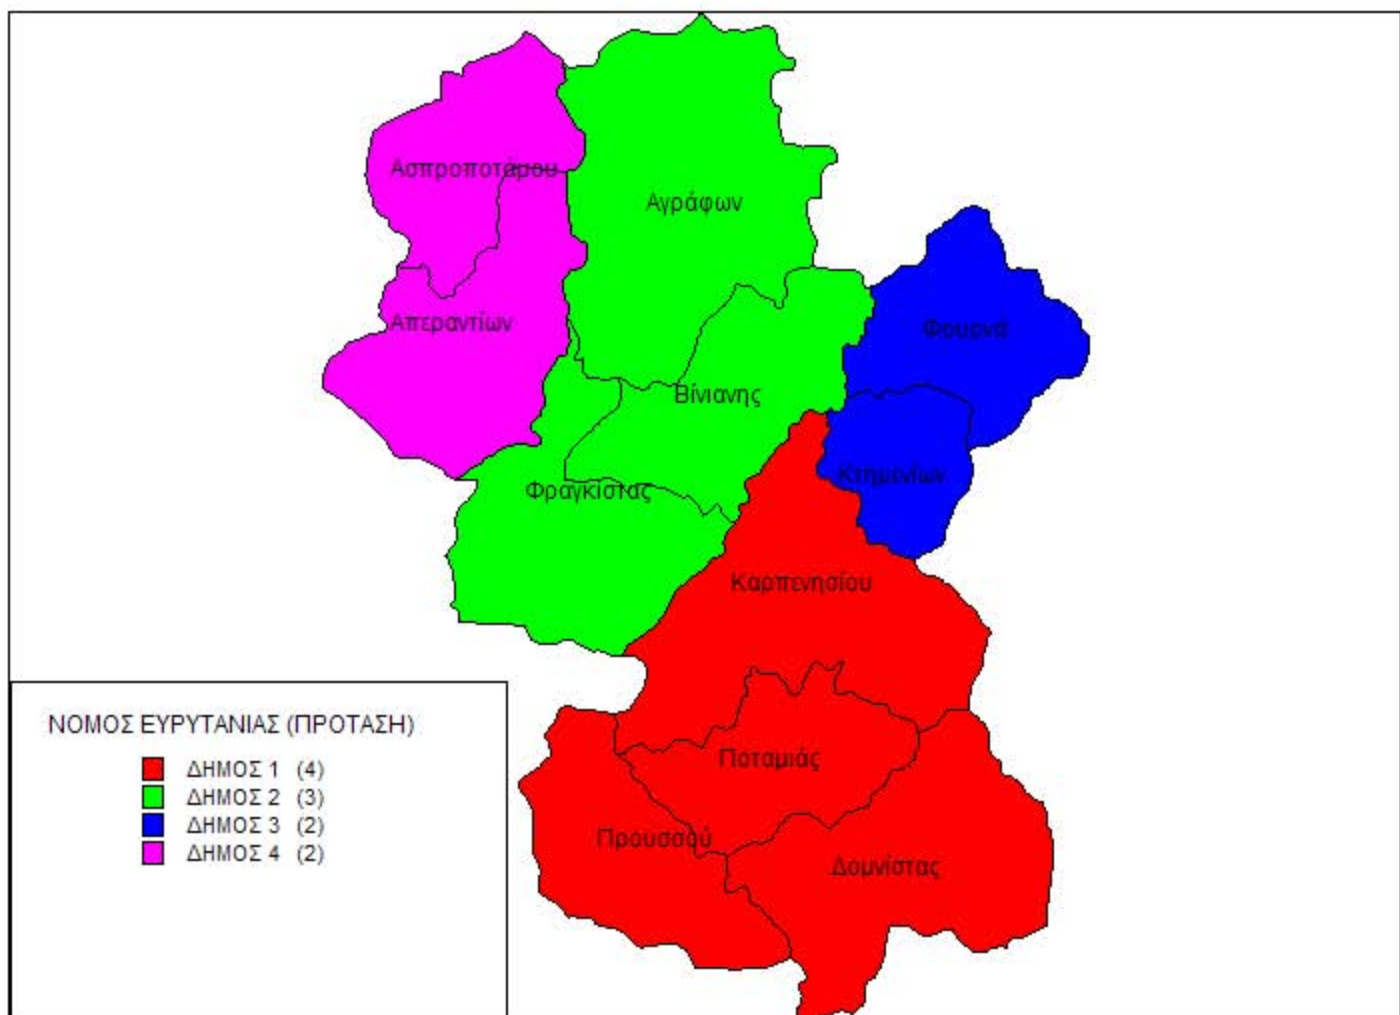 Ασπροποτάμου
Αγράφων
Απεραντίων
Φουρνά
Βίνιανης
Κτημενίων
Φραγκίστας
Καρπενησίου
Ποταμιάς
Προυσσού
Δομνίστας
ΝΟΜΟΣ ΕΥΡΥΤΑΝΙΑΣ (ΠΡΟΤΑΣΗ)
ΔΗΜΟΣ 1 (4)
ΔΗΜΟΣ 2 (3)
ΔΗΜΟΣ 3 (2)
ΔΗΜΟΣ 4 (2)